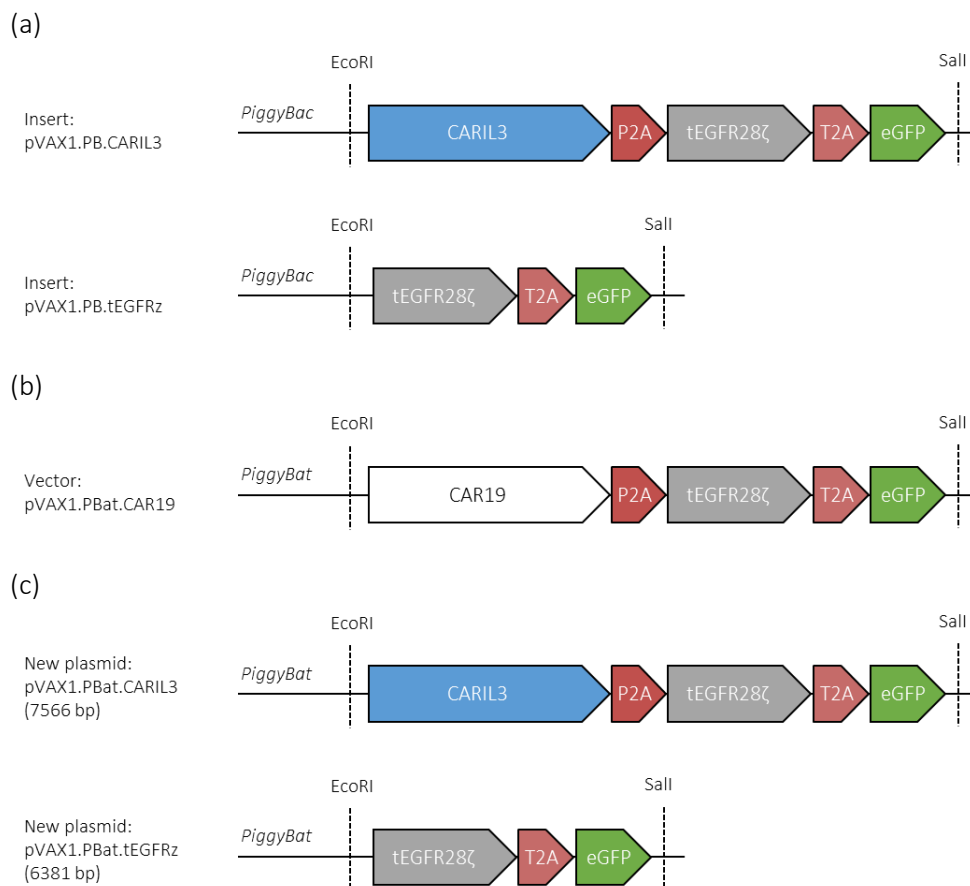 (a)
EcoRI
SalI
Insert:
pVAX1.PB.CARIL3
PiggyBac
CARIL3
P2A
tEGFR28ζ
T2A
eGFP
EcoRI
SalI
Insert:
pVAX1.PB.tEGFRz
PiggyBac
tEGFR28ζ
T2A
eGFP
(b)
EcoRI
SalI
Vector:
pVAX1.PBat.CAR19
PiggyBat
CAR19
P2A
tEGFR28ζ
T2A
eGFP
(c)
EcoRI
SalI
New plasmid:
pVAX1.PBat.CARIL3
(7566 bp)
PiggyBat
CARIL3
P2A
tEGFR28ζ
T2A
eGFP
EcoRI
SalI
New plasmid:
pVAX1.PBat.tEGFRz
(6381 bp)
PiggyBat
tEGFR28ζ
T2A
eGFP